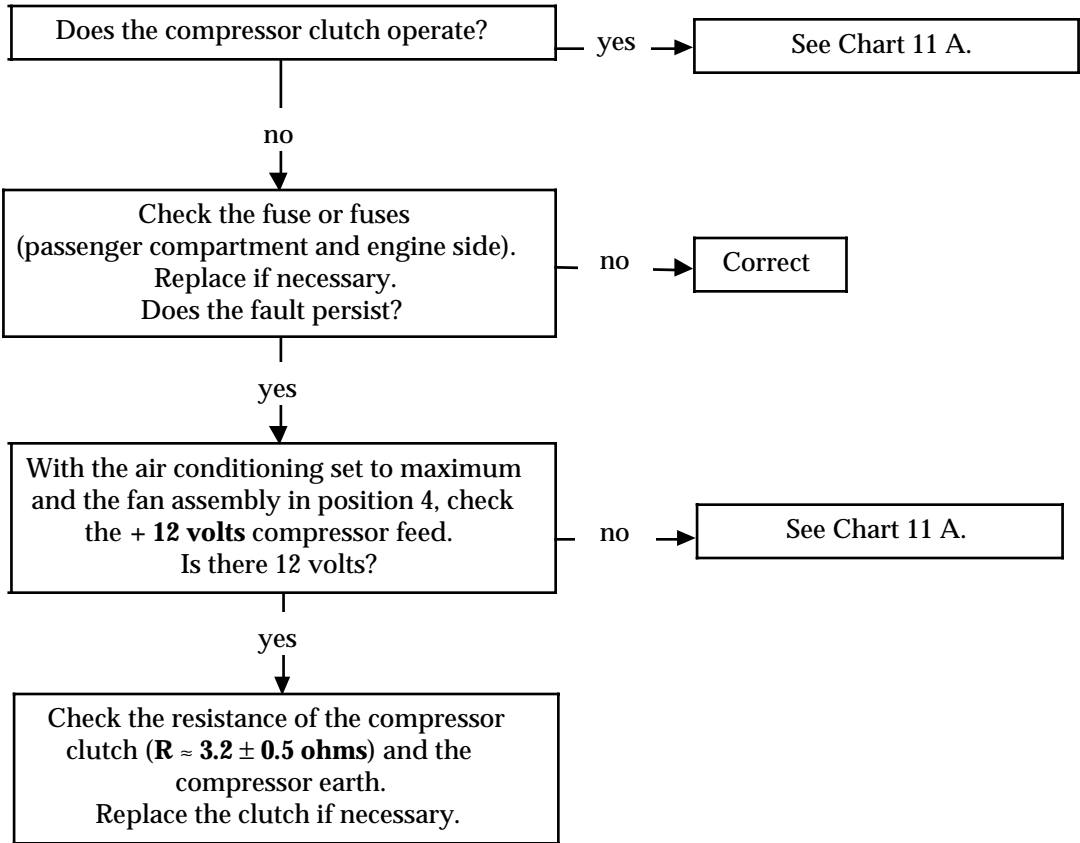 Does the compressor clutch operate?
yes
See Chart 11 A.
no
Check the fuse or fuses
(passenger compartment and engine side).
Replace if necessary.
Does the fault persist?
no
Correct
yes
With the air conditioning set to maximum
and the fan assembly in position 4, check
the + 12 volts compressor feed.
Is there 12 volts?
no
See Chart 11 A.
yes
Check the resistance of the compressor
clutch (R ≈ 3.2 ± 0.5 ohms) and the
compressor earth.
Replace the clutch if necessary.